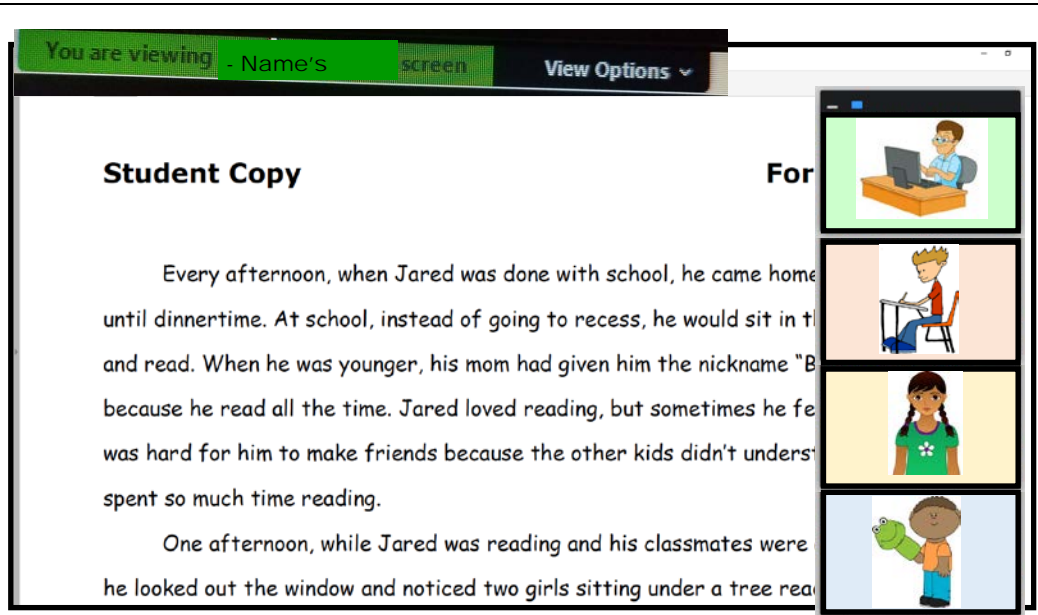 You are viewing - Name's screen View Options
Student Copy For
Every afternoon, when Jared was done with school, he came home
until dinnertime. At school, instead of going to recess, he would sit in
and read. When he was younger, his mom had given him the nickname "B
because he read all the time. Jared loved reading, but sometimes he fe
was hard for him to make friends because the other kids didn't underst
spent so much time reading.
One afternoon, while Jared was reading and his classmates were
he looked out the window and noticed two girls sitting under a tree rea